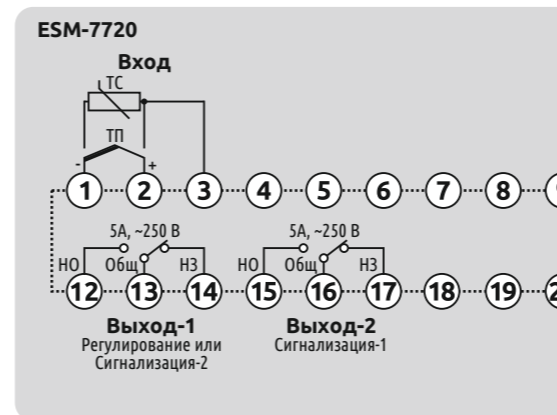 ESM-7720
Вход
ТС
ТП
- +
1 2 3 4 5 6 7 8
5А, ~250 В 5А, ~250 В
НО Общ НЗ НО Общ НЗ
12 13 14 15 16 17 18 19
Выход-1 Выход-2
Регулирование или Сигнализация-1
Сигнализация-2